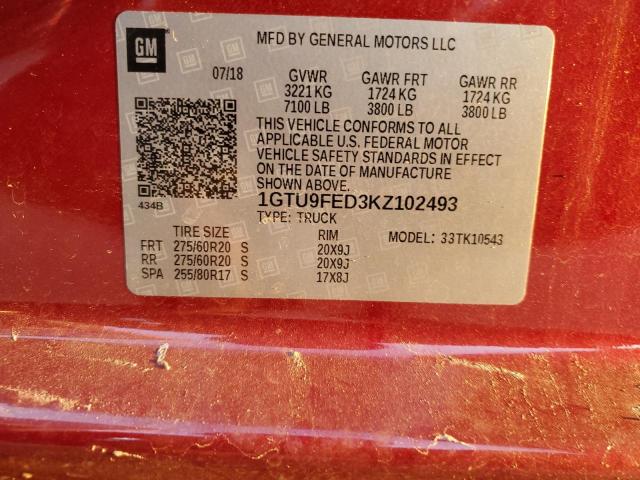 GM
MFD BY GENERAL MOTORS LLC
07/18 GVWR GAWR FRT GAWR RR
3221 KG 1724 KG 1724 KG
7100 LB 3800 LB 3800 LB
THIS VEHICLE CONFORMS TO ALL
APPLICABLE U.S. FEDERAL MOTOR
VEHICLE SAFETY STANDARDS IN EFFECT
ON THE DATE OF MANUFACTURE
SHOWN ABOVE.
434B 1GTU9FED3KZ102493
TYPE: TRUCK
TIRE SIZE RIM MODEL: 33TK10543
FRT 275/60R20 S 20X9J
RR 275/60R20 S 20X9J
SPA 255/80R17 S 17X8J